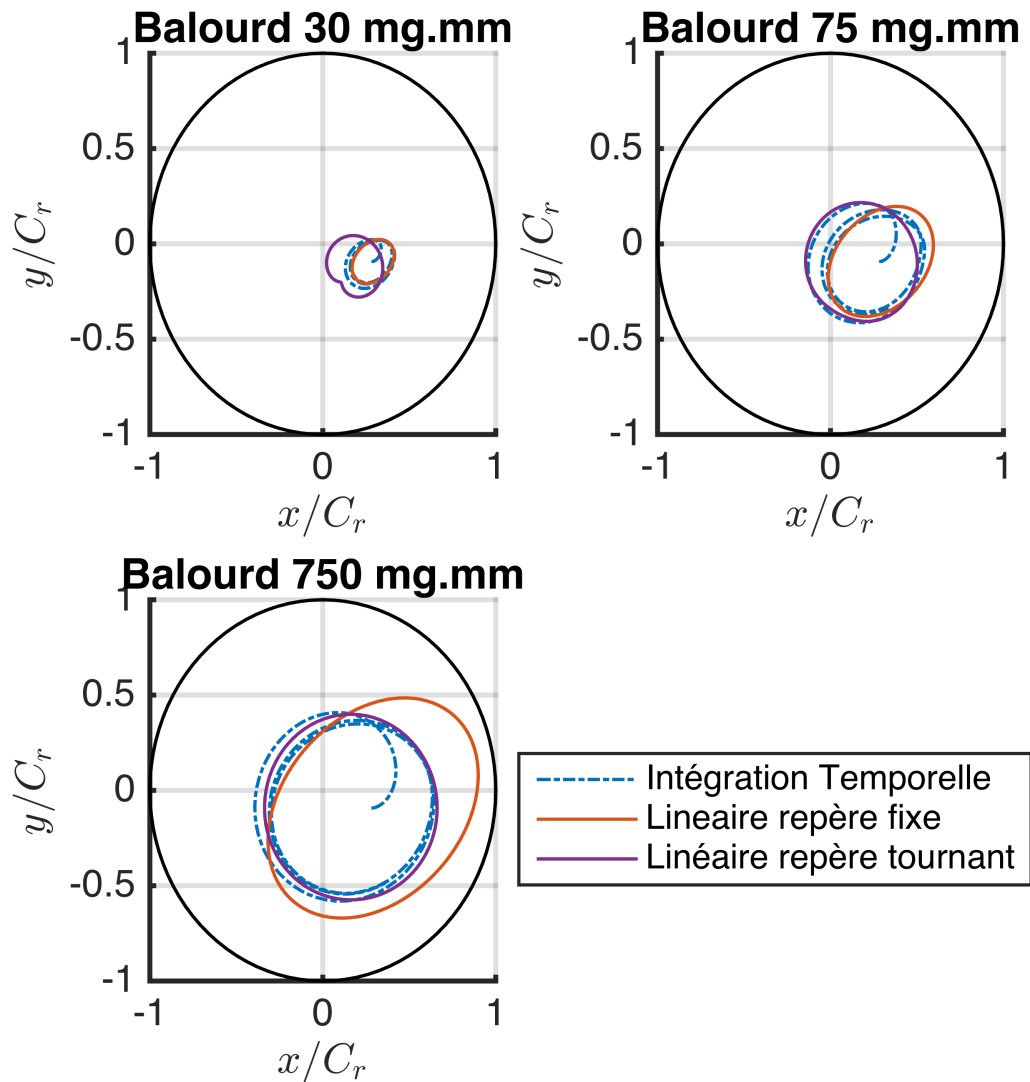 Balourd 30 mg.mm
1
0.5
0
-0.5
-1
-1 0 1
y/C_r
x/C_r
Balourd 75 mg.mm
1
0.5
0
-0.5
-1
-1 0 1
y/C_r
x/C_r
Balourd 750 mg.mm
1
0.5
0
-0.5
-1
-1 0 1
y/C_r
x/C_r
Intégration Temporelle
Lineaire repère fixe
Linéaire repère tournant